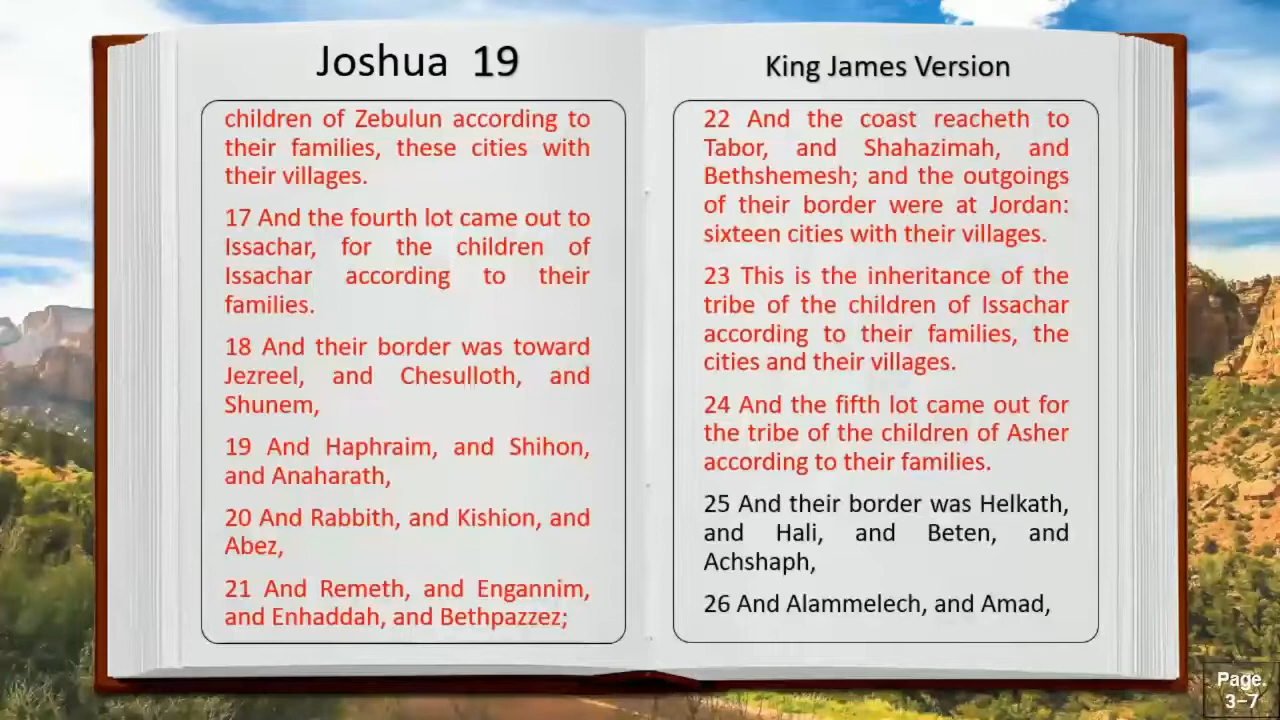 Joshua 19
children of Zebulun according to
their families, these cities with
their villages.
17 And the fourth lot came out to
Issachar, for the children of
Issachar according to their
families.
18 And their border was toward
Jezreel, and Chesulloth, and
Shunem,
19 And Haphraim, and Shihon,
and Anaharath,
20 And Rabbith, and Kishion, and
Abez,
21 And Remeth, and Engannim,
and Enhaddah, and Bethpazzez;
King James Version
22 And the coast reacheth to
Tabor, and Shahazimah, and
Bethshemesh; and the outgoings
of their border were at Jordan:
sixteen cities with their villages.
23 This is the inheritance of the
tribe of the children of Issachar
according to their families, the
cities and their villages.
24 And the fifth lot came out for
the tribe of the children of Asher
according to their families.
25 And their border was Helkath,
and Hali, and Beten, and
Achshaph,
26 And Alammelech, and Amad,
Page.
3-7